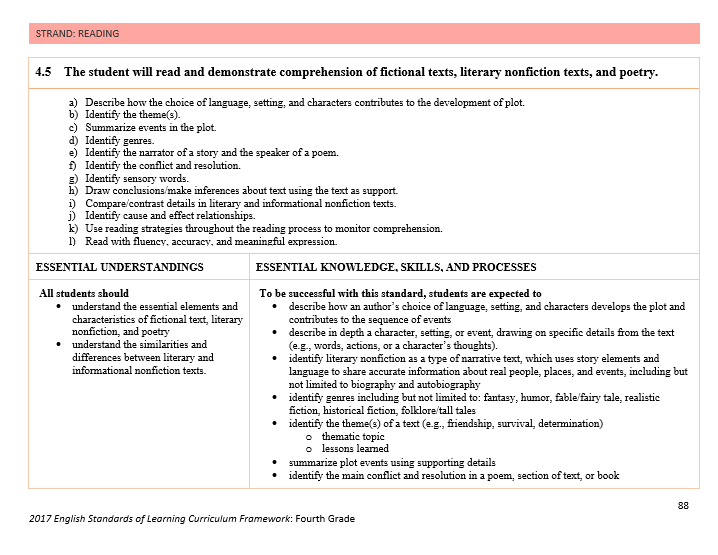 STRAND: READING
4.5 The student will read and demonstrate comprehension of fictional texts, literary nonfiction texts, and poetry.
a) Describe how the choice of language, setting, and characters contributes to the development of plot.
b) Identify the theme(s).
c) Summarize events in the plot.
d) Identify genres.
e) Identify the narrator of a story and the speaker of a poem.
f) Identify the conflict and resolution.
g) Identify sensory words.
h) Draw conclusions/make inferences about text using the text as support.
i) Compare/contrast details in literary and informational nonfiction texts.
j) Identify cause and effect relationships.
k) Use reading strategies throughout the reading process to monitor comprehension.
l) Read with fluency, accuracy, and meaningful expression.
ESSENTIAL UNDERSTANDINGS
All students should
• understand the essential elements and
characteristics of fictional text, literary
nonfiction, and poetry
• understand the similarities and
differences between literary and
informational nonfiction texts.
ESSENTIAL KNOWLEDGE, SKILLS, AND PROCESSES
To be successful with this standard, students are expected to
• describe how an author's choice of language, setting, and characters develops the plot and
contributes to the sequence of events
• describe in depth a character, setting, or event, drawing on specific details from the text
(e.g., words, actions, or a character's thoughts).
• identify literary nonfiction as a type of narrative text, which uses story elements and
language to share accurate information about real people, places, and events, including but
not limited to biography and autobiography
• identify genres including but not limited to: fantasy, humor, fable/fairy tale, realistic
fiction, historical fiction, folklore/tall tales
• identify the theme(s) of a text (e.g., friendship, survival, determination)
o thematic topic
o lessons learned
• summarize plot events using supporting details
• identify the main conflict and resolution in a poem, section of text, or book
88
2017 English Standards of Learning Curriculum Framework: Fourth Grade